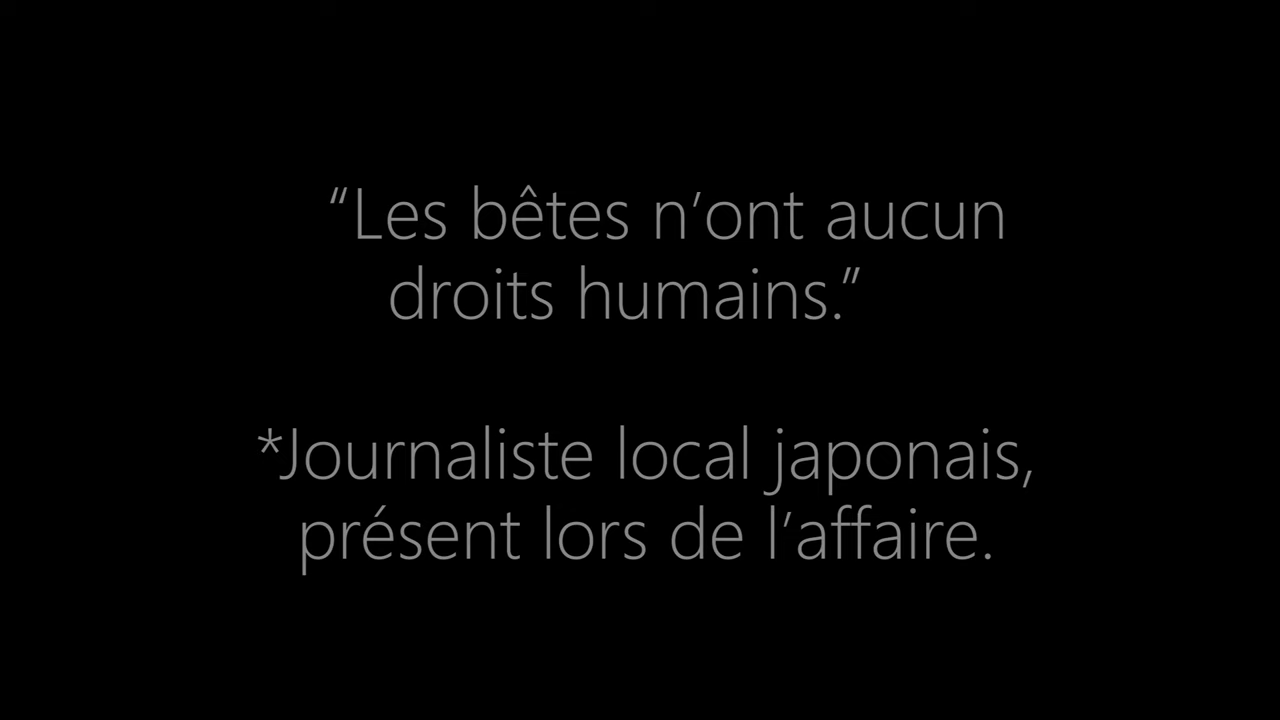 “Les bêtes n’ont aucun
droits humains.”
*Journaliste local japonais,
présent lors de l’affaire.